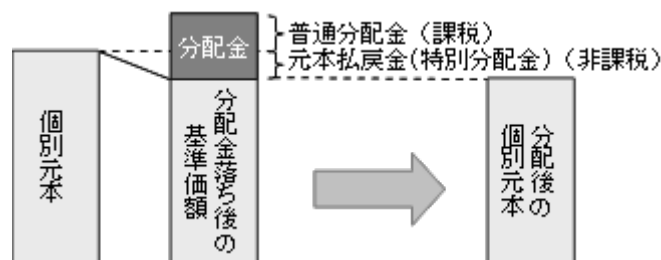 分配金
普通分配金（課税）
元本払戻金(特別分配金)（非課税）
個別元本
分配金落ち後の
基準価額
分配後の
個別元本